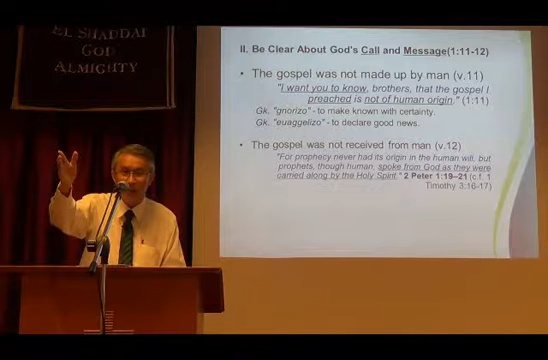 EL SHADDAI
GOD
ALMIGHTY
II. Be Clear About God's Call and Message(1:11-12)
• The gospel was not made up by man (v.11)
"I want you to know, brothers, that the gospel I
preached is not of human origin." (1:11)
Gk. "gnorizo" - to make known with certainty.
Gk. "euaggelizo" - to declare good news.
• The gospel was not received from man (v.12)
"For prophecy never had its origin in the human will, but
prophets, though human, spoke from God as they were
carried along by the Holy Spirit." 2 Peter 1:19–21 (c.f. 1
Timothy 3:16-17)